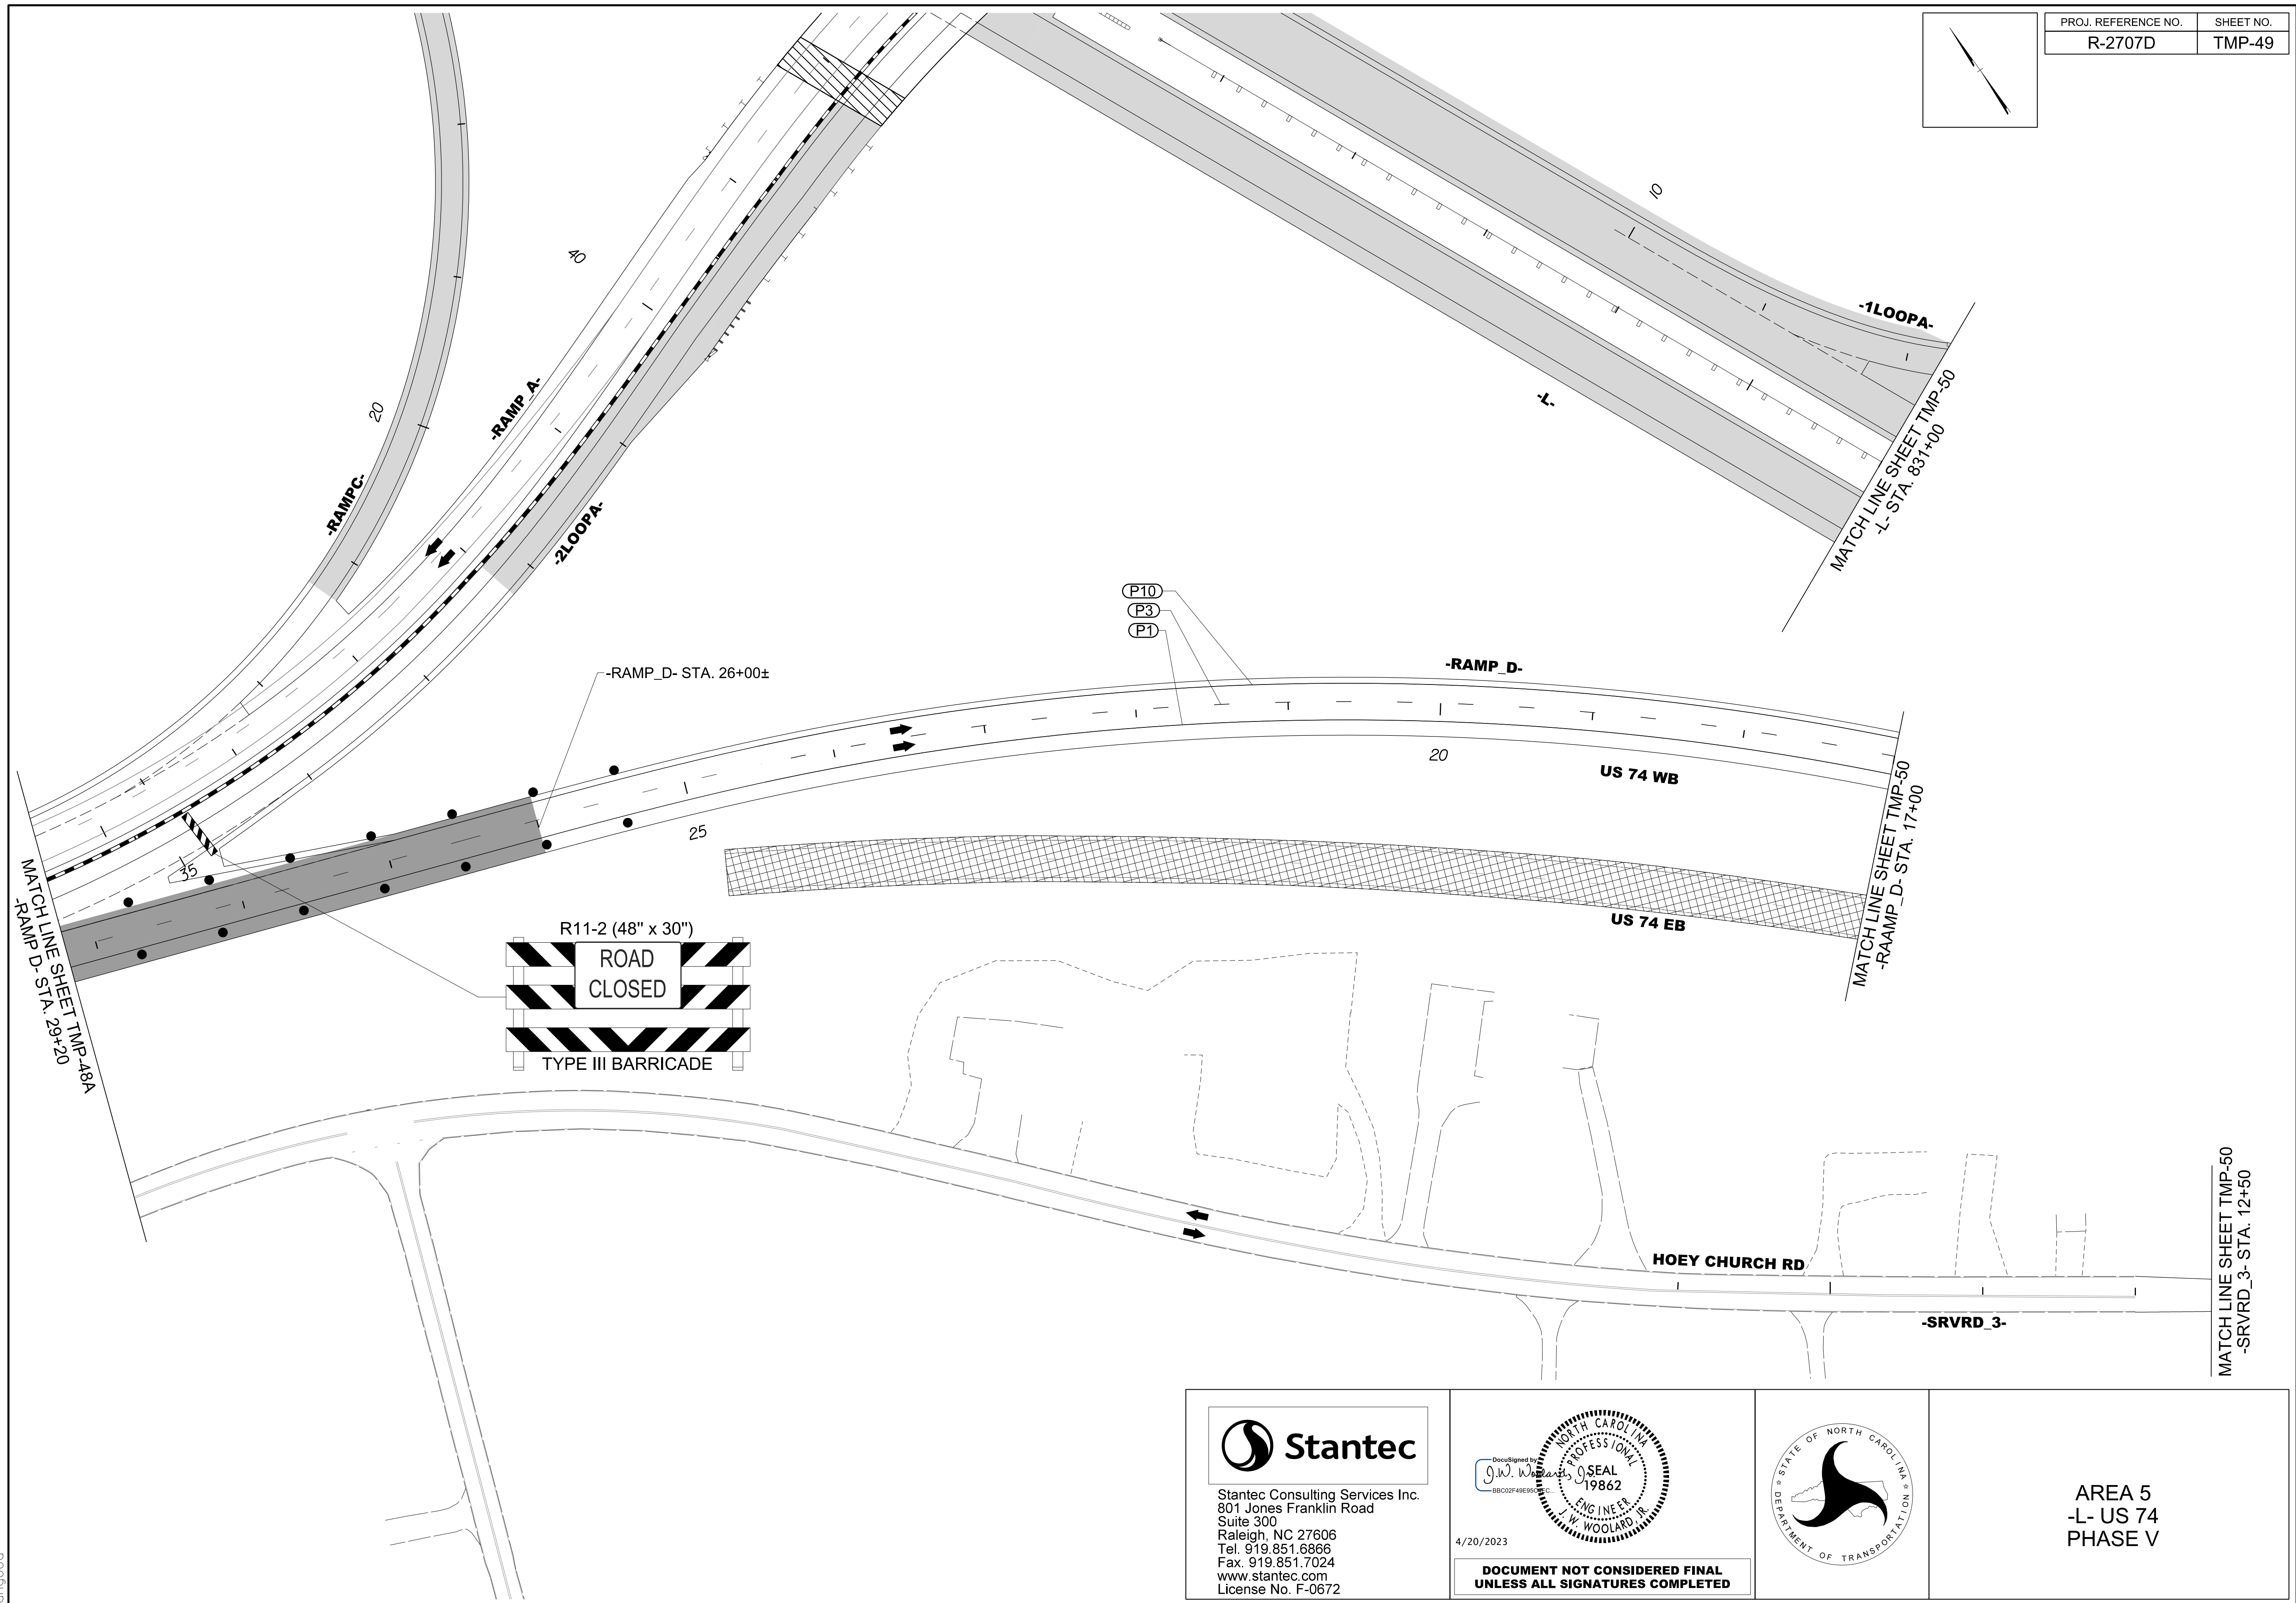 PROJ. REFERENCE NO.
SHEET NO.
R-2707D
TMP-49
10
40
20
-1LOOPA-
-RAMP_A-
-L-
MATCH LINE SHEET TMP-50
-L- STA. 831+00
-RAMPC-
-2LOOPA-
P10
P3
P1
-RAMP_D- STA. 26+00±
-RAMP_D-
20
US 74 WB
25
35
MATCH LINE SHEET TMP-50
-RAAMP_D- STA. 17+00
US 74 EB
MATCH LINE SHEET TMP-48A
-RAMP D- STA. 29+20
R11-2 (48" x 30")
ROAD
CLOSED
TYPE III BARRICADE
HOEY CHURCH RD
-SRVRD_3-
MATCH LINE SHEET TMP-50
-SRVRD_3- STA. 12+50
Stantec
Stantec Consulting Services Inc.
801 Jones Franklin Road
Suite 300
Raleigh, NC 27606
Tel. 919.851.6866
Fax. 919.851.7024
www.stantec.com
License No. F-0672
DocuSigned by
J.W. Woolard, Jr.
NORTH CAROLINA
PROFESSIONAL
SEAL
19862
ENGINEER
J. W. WOOLARD, JR.
4/20/2023
DOCUMENT NOT CONSIDERED FINAL
UNLESS ALL SIGNATURES COMPLETED
STATE OF NORTH CAROLINA
DEPARTMENT OF TRANSPORTATION
AREA 5
-L- US 74
PHASE V